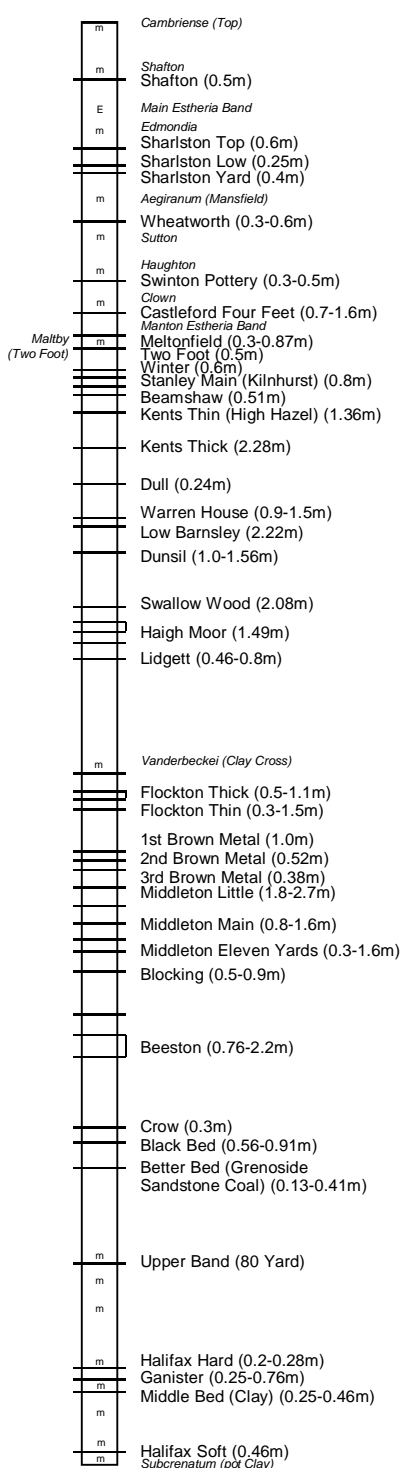 m
Cambriense (Top)
m
Shafton
Shafton (0.5m)
E
Main Estheria Band
m
Edmondia
Sharlston Top (0.6m)
Sharlston Low (0.25m)
Sharlston Yard (0.4m)
m
Aegiranum (Mansfield)
Wheatworth (0.3-0.6m)
m
Sutton
m
Haughton
Swinton Pottery (0.3-0.5m)
m
Clown
Castleford Four Feet (0.7-1.6m)
Manton Estheria Band
Maltby
(Two Foot)
m
Meltonfield (0.3-0.87m)
Two Foot (0.5m)
Winter (0.6m)
Stanley Main (Kilnhurst) (0.8m)
Beamshaw (0.51m)
Kents Thin (High Hazel) (1.36m)
Kents Thick (2.28m)
Dull (0.24m)
Warren House (0.9-1.5m)
Low Barnsley (2.22m)
Dunsil (1.0-1.56m)
Swallow Wood (2.08m)
Haigh Moor (1.49m)
Lidgett (0.46-0.8m)
m
Vanderbeckei (Clay Cross)
Flockton Thick (0.5-1.1m)
Flockton Thin (0.3-1.5m)
1st Brown Metal (1.0m)
2nd Brown Metal (0.52m)
3rd Brown Metal (0.38m)
Middleton Little (1.8-2.7m)
Middleton Main (0.8-1.6m)
Middleton Eleven Yards (0.3-1.6m)
Blocking (0.5-0.9m)
Beeston (0.76-2.2m)
Crow (0.3m)
Black Bed (0.56-0.91m)
Better Bed (Grenoside
Sandstone Coal) (0.13-0.41m)
m
Upper Band (80 Yard)
m
m
m
Halifax Hard (0.2-0.28m)
Ganister (0.25-0.76m)
m
Middle Bed (Clay) (0.25-0.46m)
m
m
Halifax Soft (0.46m)
m
Subcrenatum (pot Clay)